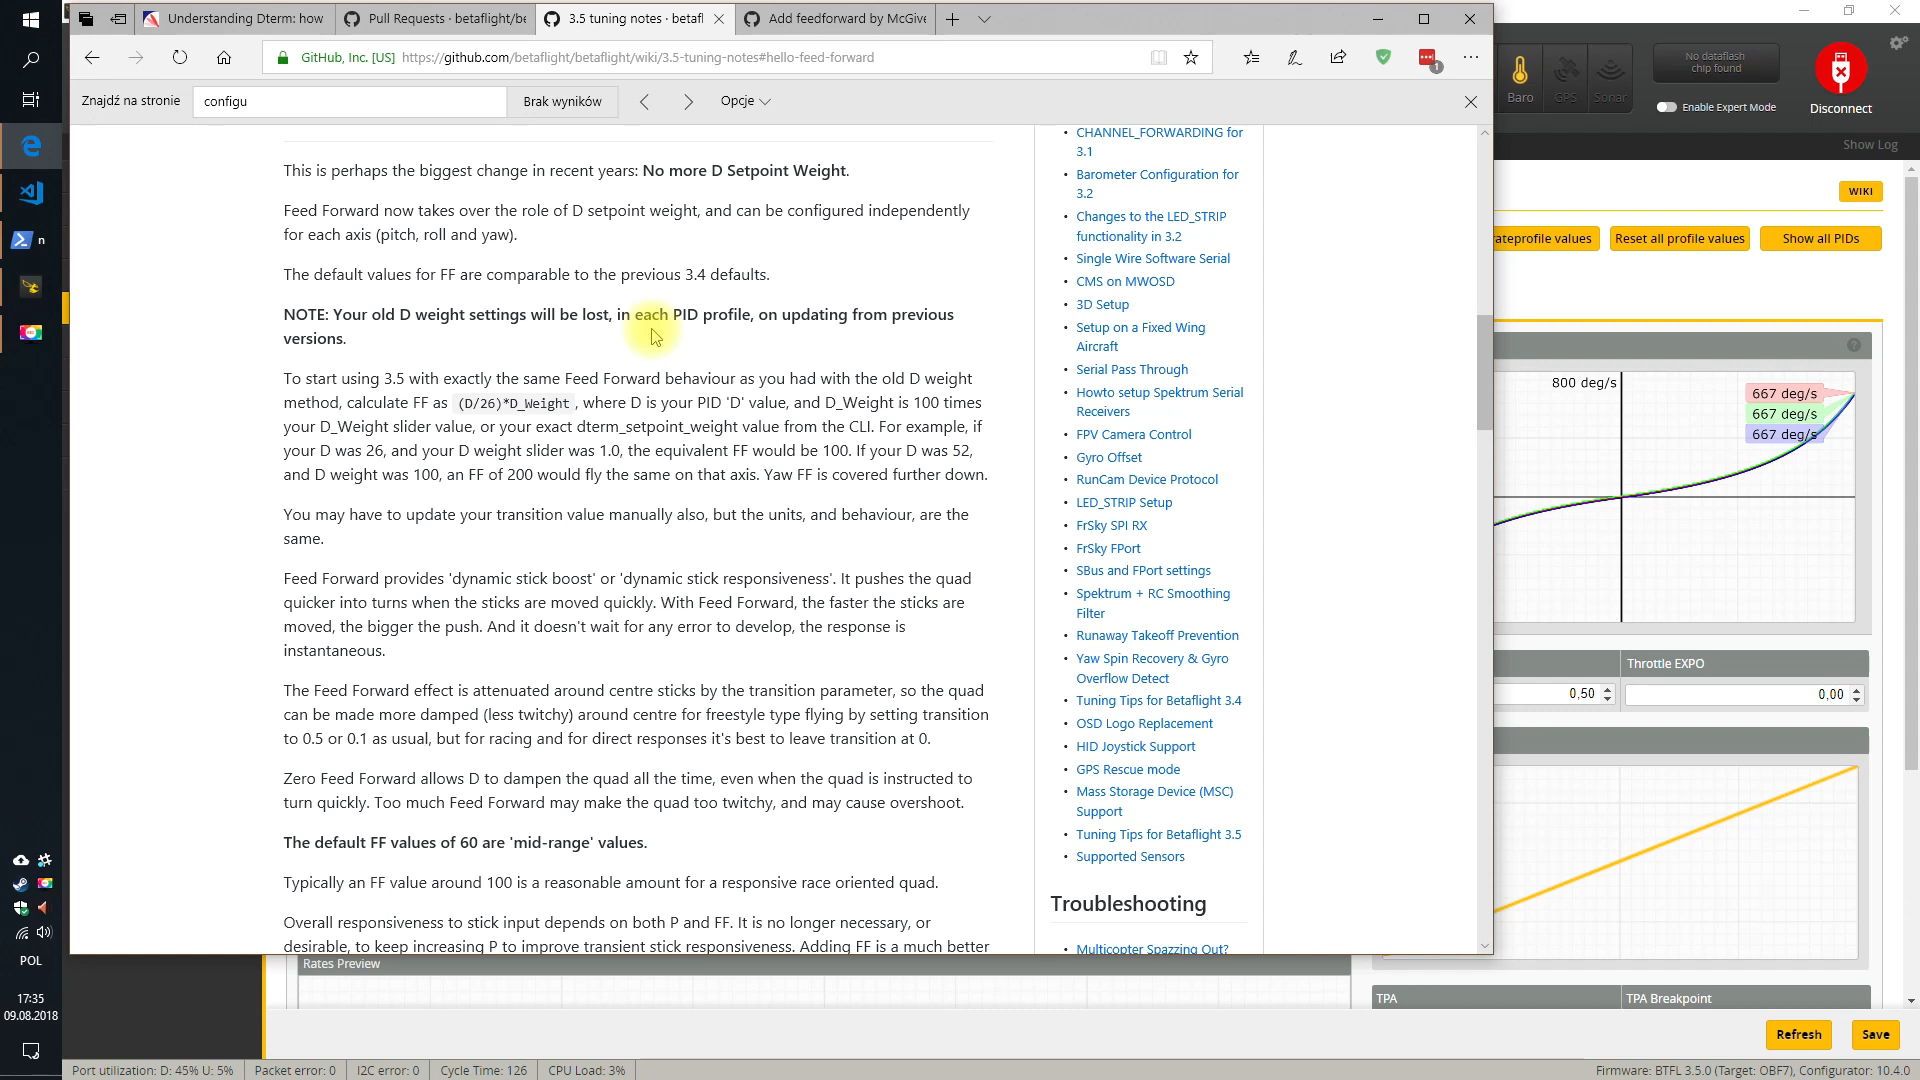 Understanding Dterm: how
Pull Requests · betaflight/be
3.5 tuning notes · betafl
Add feedforward by McGive
GitHub, Inc. [US] https://github.com/betaflight/betaflight/wiki/3.5-tuning-notes#hello-feed-forward
Znajdź na stronie
configu
Brak wyników
Opcje
This is perhaps the biggest change in recent years: No more D Setpoint Weight.
Feed Forward now takes over the role of D setpoint weight, and can be configured independently
for each axis (pitch, roll and yaw).
The default values for FF are comparable to the previous 3.4 defaults.
NOTE: Your old D weight settings will be lost, in each PID profile, on updating from previous
versions.
To start using 3.5 with exactly the same Feed Forward behaviour as you had with the old D weight
method, calculate FF as (D/26)*D_Weight , where D is your PID 'D' value, and D_Weight is 100 times
your D_Weight slider value, or your exact dterm_setpoint_weight value from the CLI. For example, if
your D was 26, and your D weight slider was 1.0, the equivalent FF would be 100. If your D was 52,
and D weight was 100, an FF of 200 would fly the same on that axis. Yaw FF is covered further down.
You may have to update your transition value manually also, but the units, and behaviour, are the
same.
Feed Forward provides 'dynamic stick boost' or 'dynamic stick responsiveness'. It pushes the quad
quicker into turns when the sticks are moved quickly. With Feed Forward, the faster the sticks are
moved, the bigger the push. And it doesn't wait for any error to develop, the response is
instantaneous.
The Feed Forward effect is attenuated around centre sticks by the transition parameter, so the quad
can be made more damped (less twitchy) around centre for freestyle type flying by setting transition
to 0.5 or 0.1 as usual, but for racing and for direct responses it's best to leave transition at 0.
Zero Feed Forward allows D to dampen the quad all the time, even when the quad is instructed to
turn quickly. Too much Feed Forward may make the quad too twitchy, and may cause overshoot.
The default FF values of 60 are 'mid-range' values.
Typically an FF value around 100 is a reasonable amount for a responsive race oriented quad.
Overall responsiveness to stick input depends on both P and FF. It is no longer necessary, or
desirable, to keep increasing P to improve transient stick responsiveness. Adding FF is a much better
CHANNEL_FORWARDING for
3.1
Barometer Configuration for
3.2
Changes to the LED_STRIP
functionality in 3.2
Single Wire Software Serial
CMS on MWOSD
3D Setup
Setup on a Fixed Wing
Aircraft
Serial Pass Through
Howto setup Spektrum Serial
Receivers
FPV Camera Control
Gyro Offset
RunCam Device Protocol
LED_STRIP Setup
FrSky SPI RX
FrSky FPort
SBus and FPort settings
Spektrum + RC Smoothing
Filter
Runaway Takeoff Prevention
Yaw Spin Recovery & Gyro
Overflow Detect
Tuning Tips for Betaflight 3.4
OSD Logo Replacement
HID Joystick Support
GPS Rescue mode
Mass Storage Device (MSC)
Support
Tuning Tips for Betaflight 3.5
Supported Sensors
Troubleshooting
Multicopter Spazzing Out?
Baro
GPS
Sonar
No dataflash
chip found
Enable Expert Mode
Disconnect
Show Log
WIKI
ateprofile values
Reset all profile values
Show all PIDs
800 deg/s
667 deg/s
667 deg/s
667 deg/s
Throttle EXPO
0,50
0,00
Rates Preview
TPA
TPA Breakpoint
Refresh
Save
n
POL
17:35
09.08.2018
1
Port utilization: D: 45% U: 5%
Packet error: 0
I2C error: 0
Cycle Time: 126
CPU Load: 3%
Firmware: BTFL 3.5.0 (Target: OBF7), Configurator: 10.4.0